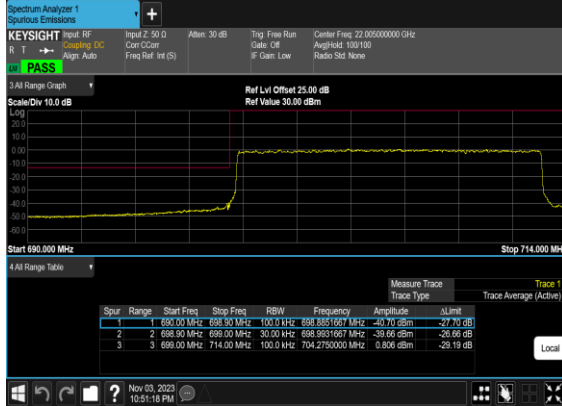 Spectrum Analyzer 1
Spurious Emissions
+
KEYSIGHT Input: RF Input Z: 50 Ω Atten: 30 dB Trig: Free Run Center Freq: 22.005000000 GHz
R T Coupling: DC Corr CCorr Gate: Off Avg|Hold: 100/100
Align: Auto Freq Ref: Int (S) IF Gain: Low Radio Std: None
PASS
3 All Range Graph
Ref Lvl Offset 25.00 dB
Scale/Div 10.0 dB Ref Value 30.00 dBm
Log
20.0
10.0
0.00
-10.0
-20.0
-30.0
-40.0
-50.0
-60.0
Start 690.000 MHz Stop 714.000 MH
4 All Range Table
Measure Trace Trace 1
Trace Type Trace Average (Active)
Spur Range Start Freq Stop Freq RBW Frequency Amplitude ΔLimit
1 1 690.00 MHz 698.90 MHz 100.0 kHz 698.8851667 MHz -40.70 dBm -27.70 dB
2 2 698.90 MHz 699.00 MHz 30.00 kHz 698.9931667 MHz -39.66 dBm -26.66 dB
3 3 699.00 MHz 714.00 MHz 100.0 kHz 704.2750000 MHz 0.806 dBm -29.19 dB
Local
?
Nov 03, 2023
10:51:18 PM